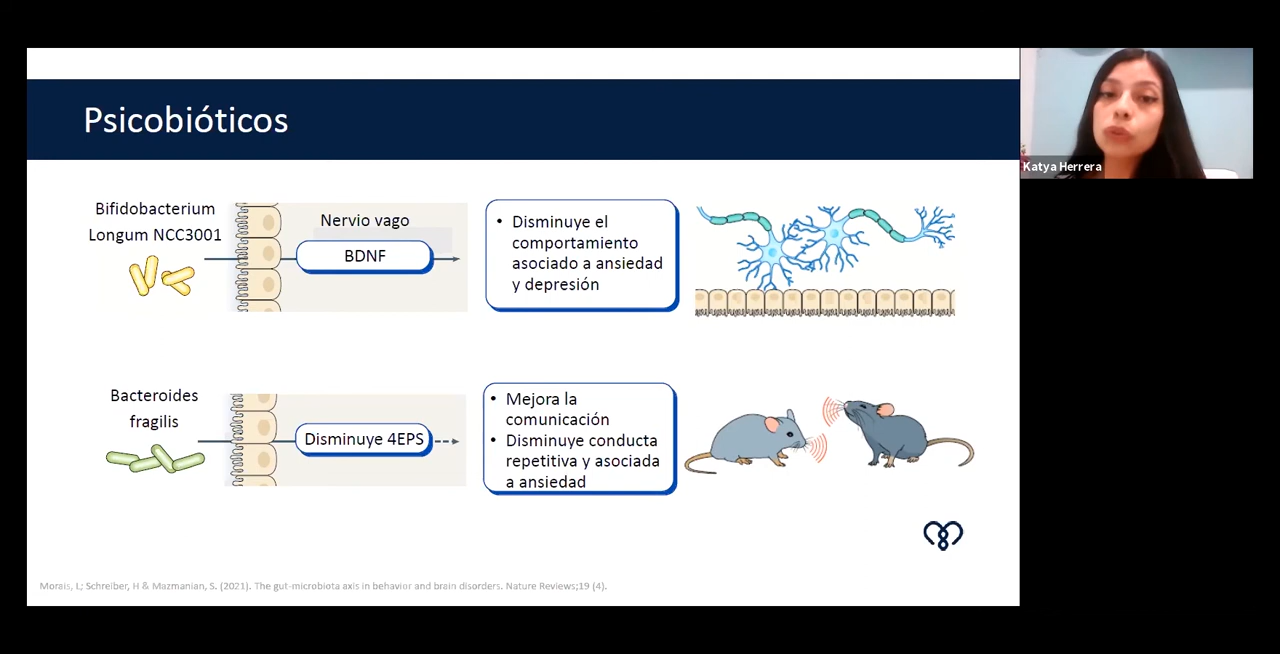 Psicobióticos
Katya Herrera
Bifidobacterium
Longum NCC3001
Nervio vago
BDNF
• Disminuye el
comportamiento
asociado a ansiedad
y depresión
Bacteroides
fragilis
Disminuye 4EPS
• Mejora la
comunicación
• Disminuye conducta
repetitiva y asociada
a ansiedad
Morais, L; Schreiber, H & Mazmanian, S. (2021). The gut-microbiota axis in behavior and brain disorders. Nature Reviews;19 (4).